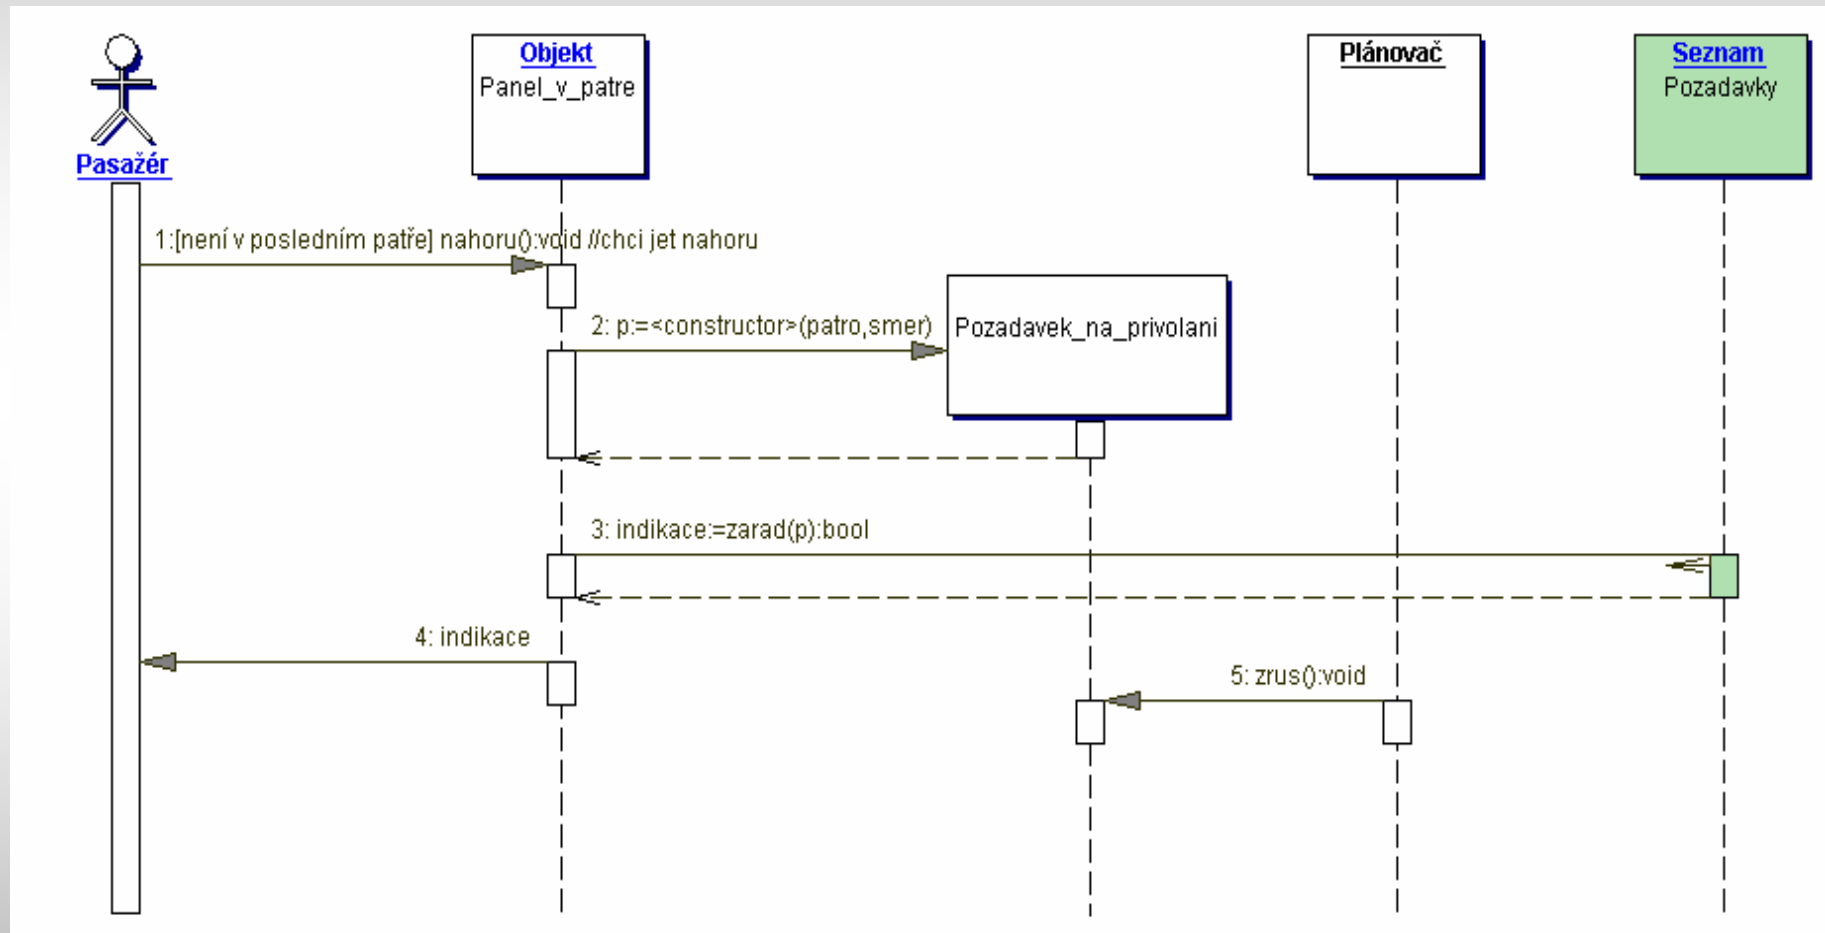 Objekt
Panel_v_patre
Plánovač
Seznam
Pozadavky
Pasažér
1:[není v posledním patře] nahoru():void //chci jet nahoru
2: p:=<constructor>(patro,smer)
Pozadavek_na_privolani
3: indikace:=zarad(p):bool
4: indikace
5: zrus():void